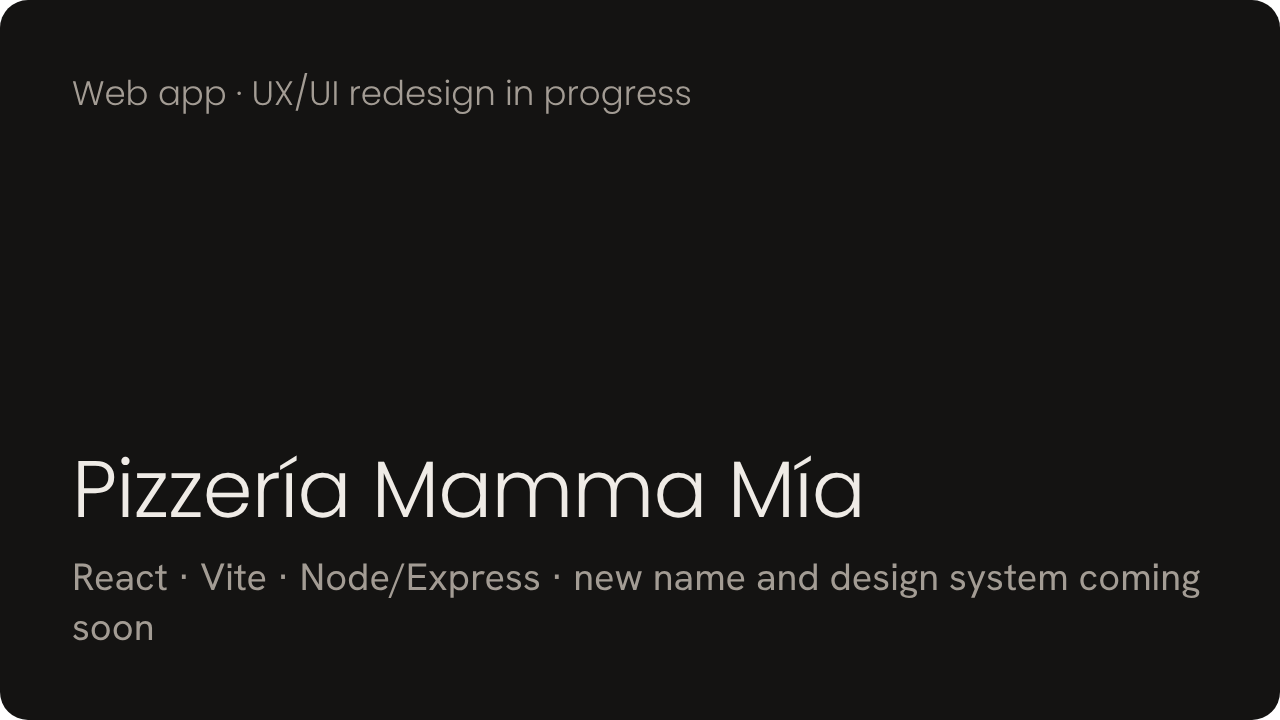 Web app · UX/UI redesign in progress
Pizzería Mamma Mía
React · Vite · Node/Express · new name and design system coming
soon